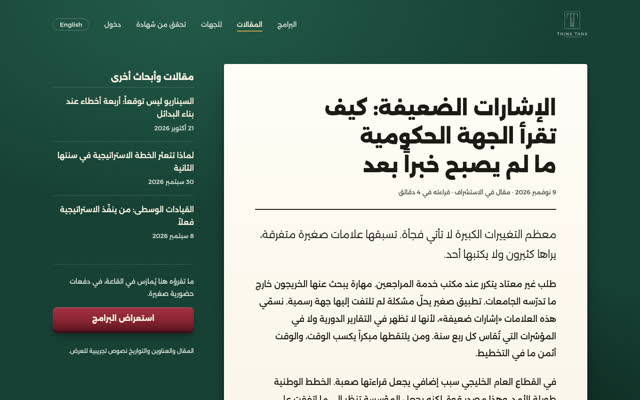 THINK TANK
البرامج
المقالات
للجهات
تحقق من شهادة
دخول
English
الإشارات الضعيفة: كيف
تقرأ الجهة الحكومية
ما لم يصبح خبراً بعد
9 نوفمبر 2026 · مقال في الاستشراف · قراءته في 4 دقائق
معظم التغييرات الكبيرة لا تأتي فجأة. تسبقها علامات صغيرة متفرقة،
يراها كثيرون ولا يكتبها أحد.
طلب غير معتاد يتكرر عند مكتب خدمة المراجعين. مهارة يبحث عنها الخريجون خارج
ما تدرّسه الجامعات. تطبيق صغير يحلّ مشكلة لم تلتفت إليها جهة رسمية. نسمّي
هذه العلامات «إشارات ضعيفة»، لأنها لا تظهر في التقارير الدورية ولا في
المؤشرات التي تُقاس كل ربع سنة. ومن يلتقطها مبكراً يكسب الوقت، والوقت
أثمن ما في التخطيط.
في القطاع العام الخليجي سبب إضافي يجعل قراءتها صعبة. الخطط الوطنية
مقالات وأبحاث أخرى
السيناريو ليس توقعاً: أربعة أخطاء عند
بناء البدائل
21 أكتوبر 2026
لماذا تتعثر الخطة الاستراتيجية في سنتها
الثانية
30 سبتمبر 2026
القيادات الوسطى: من ينفّذ الاستراتيجية
فعلاً
8 سبتمبر 2026
ما تقرؤه هنا يُمارَس في القاعة، في دفعات
حضورية صغيرة.
استعراض البرامج
المقال والعناوين والتواريخ نصوص تجريبية للعرض.